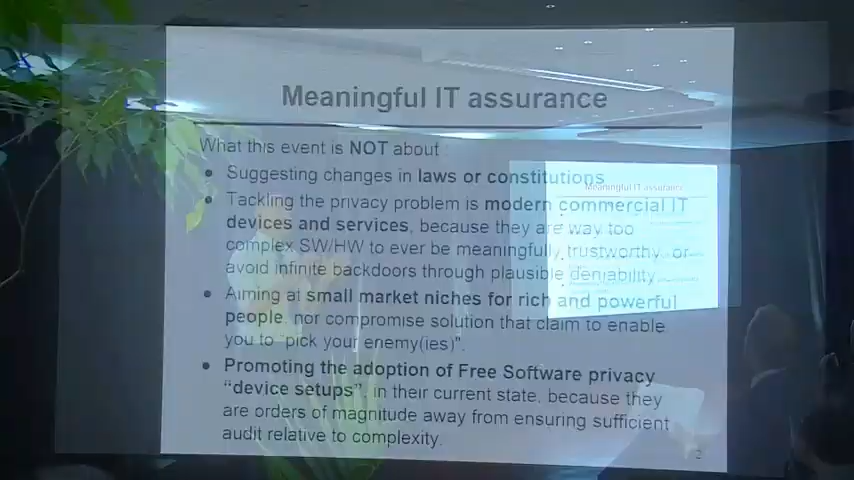 Meaningful IT assurance
What this event is NOT about
• Suggesting changes in laws or constitutions
• Tackling the privacy problem is modern commercial IT
devices and services, because they are way too
complex SW/HW to ever be meaningfully trustworthy, or
avoid infinite backdoors through plausible deniability
• Aiming at small market niches for rich and powerful
people, nor compromise solution that claim to enable
you to "pick your enemy(ies)".
• Promoting the adoption of Free Software privacy
"device setups", in their current state, because they
are orders of magnitude away from ensuring sufficient
audit relative to complexity.
2
Meaningful IT assurance